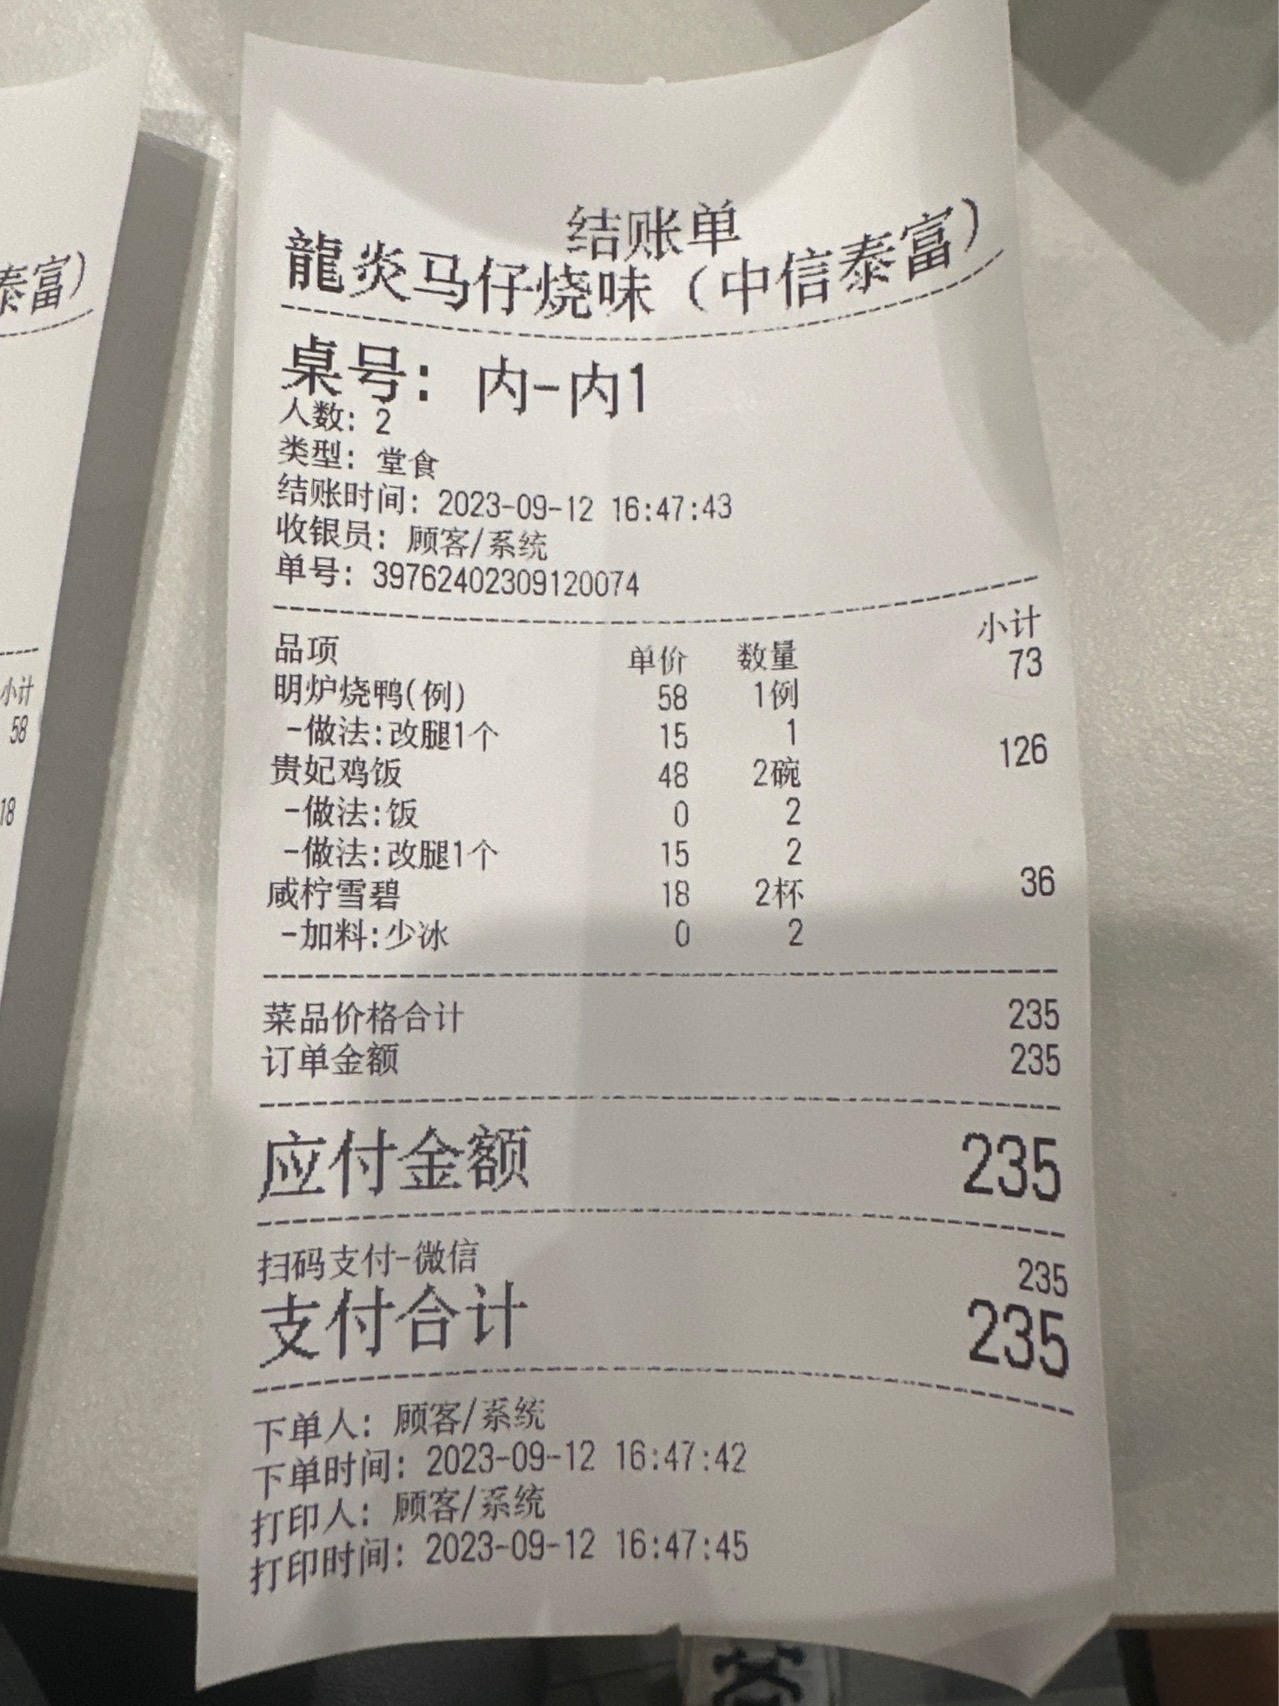 结账单
龍炎马仔烧味（中信泰富）
桌号：内-内1
人数：2
类型：堂食
结账时间：2023-09-12 16:47:43
收银员：顾客/系统
单号：39762402309120074
品项 单价 数量 小计
明炉烧鸭(例) 58 1例 73
-做法:改腿1个 15 1
贵妃鸡饭 48 2碗 126
-做法:饭 0 2
-做法:改腿1个 15 2
咸柠雪碧 18 2杯 36
-加料:少冰 0 2
菜品价格合计 235
订单金额 235
应付金额 235
扫码支付-微信 235
支付合计 235
下单人：顾客/系统
下单时间：2023-09-12 16:47:42
打印人：顾客/系统
打印时间：2023-09-12 16:47:45
泰富）
小计
58
18